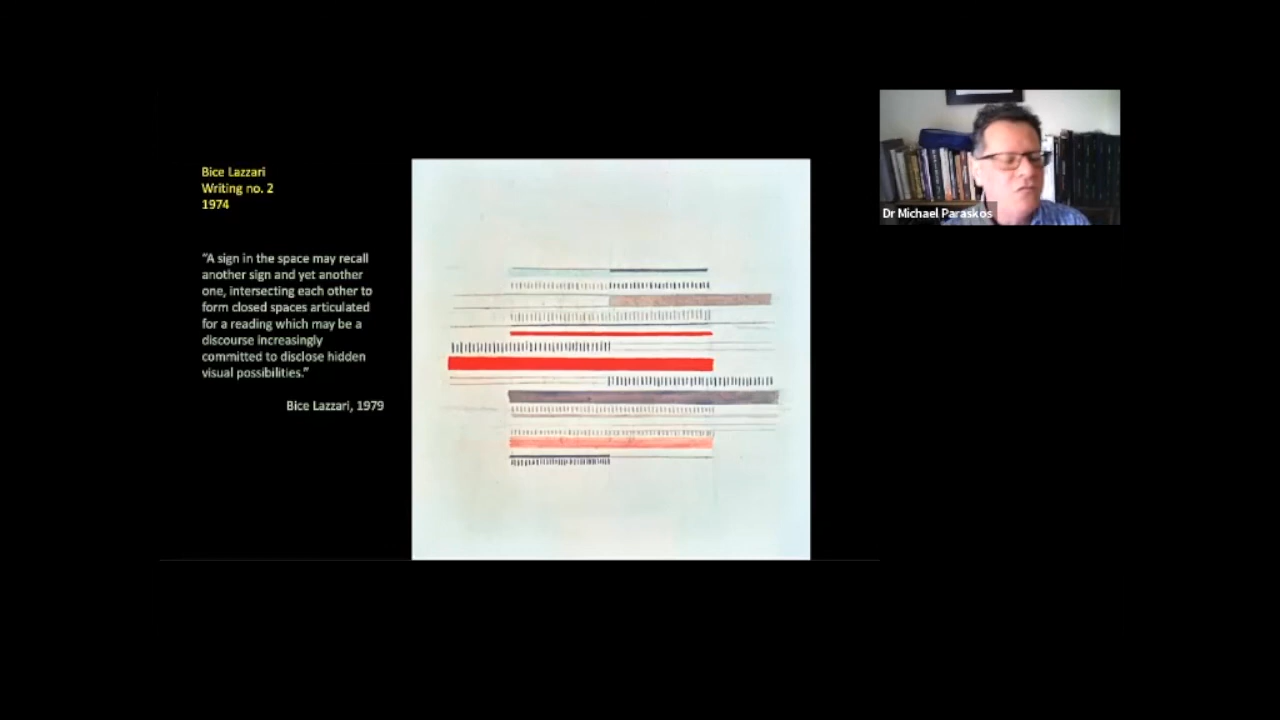 Bice Lazzari
Writing no. 2
1974
“A sign in the space may recall
another sign and yet another
one, intersecting each other to
form closed spaces articulated
for a reading which may be a
discourse increasingly
committed to disclose hidden
visual possibilities.”
Bice Lazzari, 1979
Dr Michael Paraskos